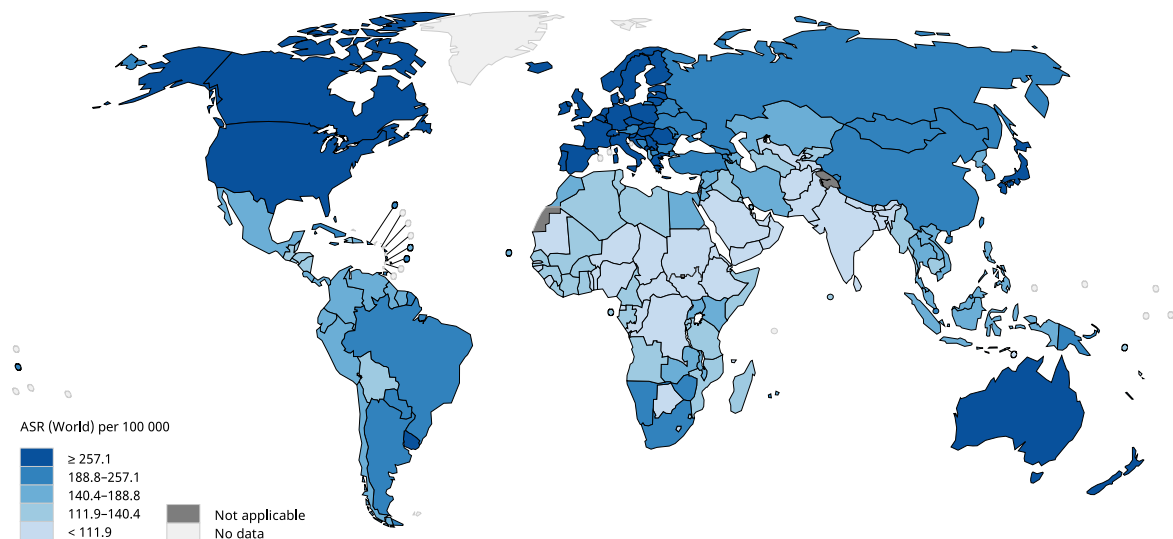 ASR (World) per 100 000
≥ 257.1
188.8–257.1
140.4–188.8
111.9–140.4
< 111.9
Not applicable
No data